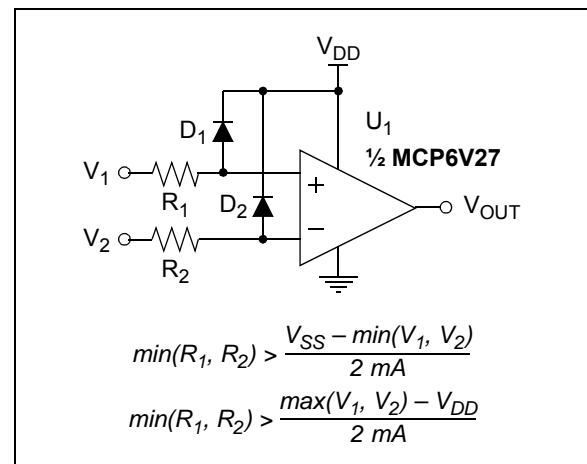 V_DD
U_1
½ MCP6V27
D_1
V_1
R_1
+
D_2
V_OUT
V_2
−
R_2
min(R_1, R_2) > (V_SS – min(V_1, V_2)) / 2 mA
min(R_1, R_2) > (max(V_1, V_2) – V_DD) / 2 mA